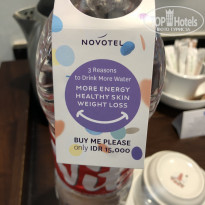 TopHotels
NOVOTEL
3 Reasons
to Drink More Water
MORE ENERGY
HEALTHY SKIN
WEIGHT LOSS
BUY ME PLEASE
only IDR 15,000